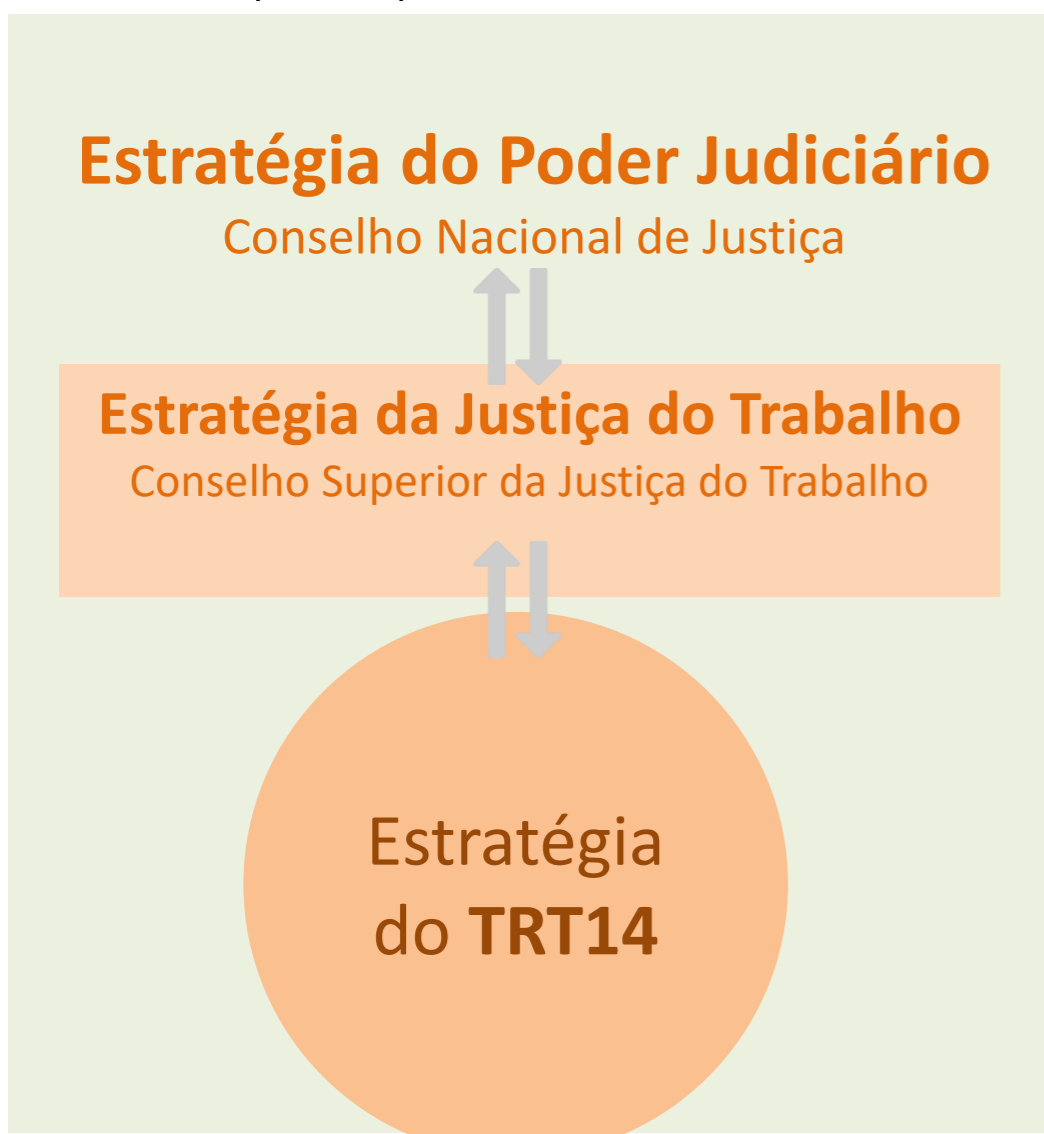 Estratégia do Poder Judiciário
Conselho Nacional de Justiça
Estratégia da Justiça do Trabalho
Conselho Superior da Justiça do Trabalho
Estratégia
do TRT14